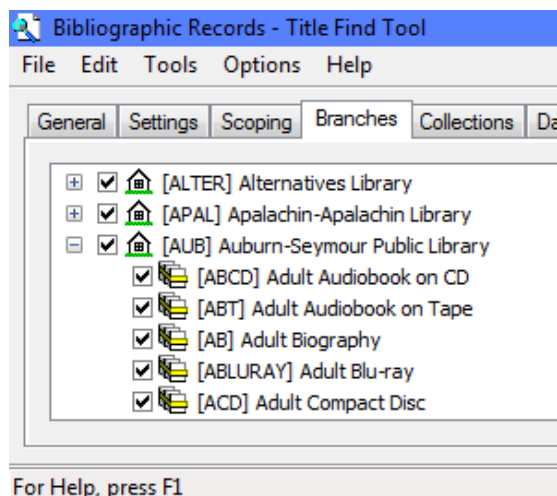 Bibliographic Records - Title Find Tool
File Edit Tools Options Help
General Settings Scoping Branches Collections
[ALTER] Alternatives Library
[APAL] Apalachin-Apalachin Library
[AUB] Auburn-Seymour Public Library
[ABCD] Adult Audiobook on CD
[ABT] Adult Audiobook on Tape
[AB] Adult Biography
[ABLURAY] Adult Blu-ray
[ACD] Adult Compact Disc
For Help, press F1